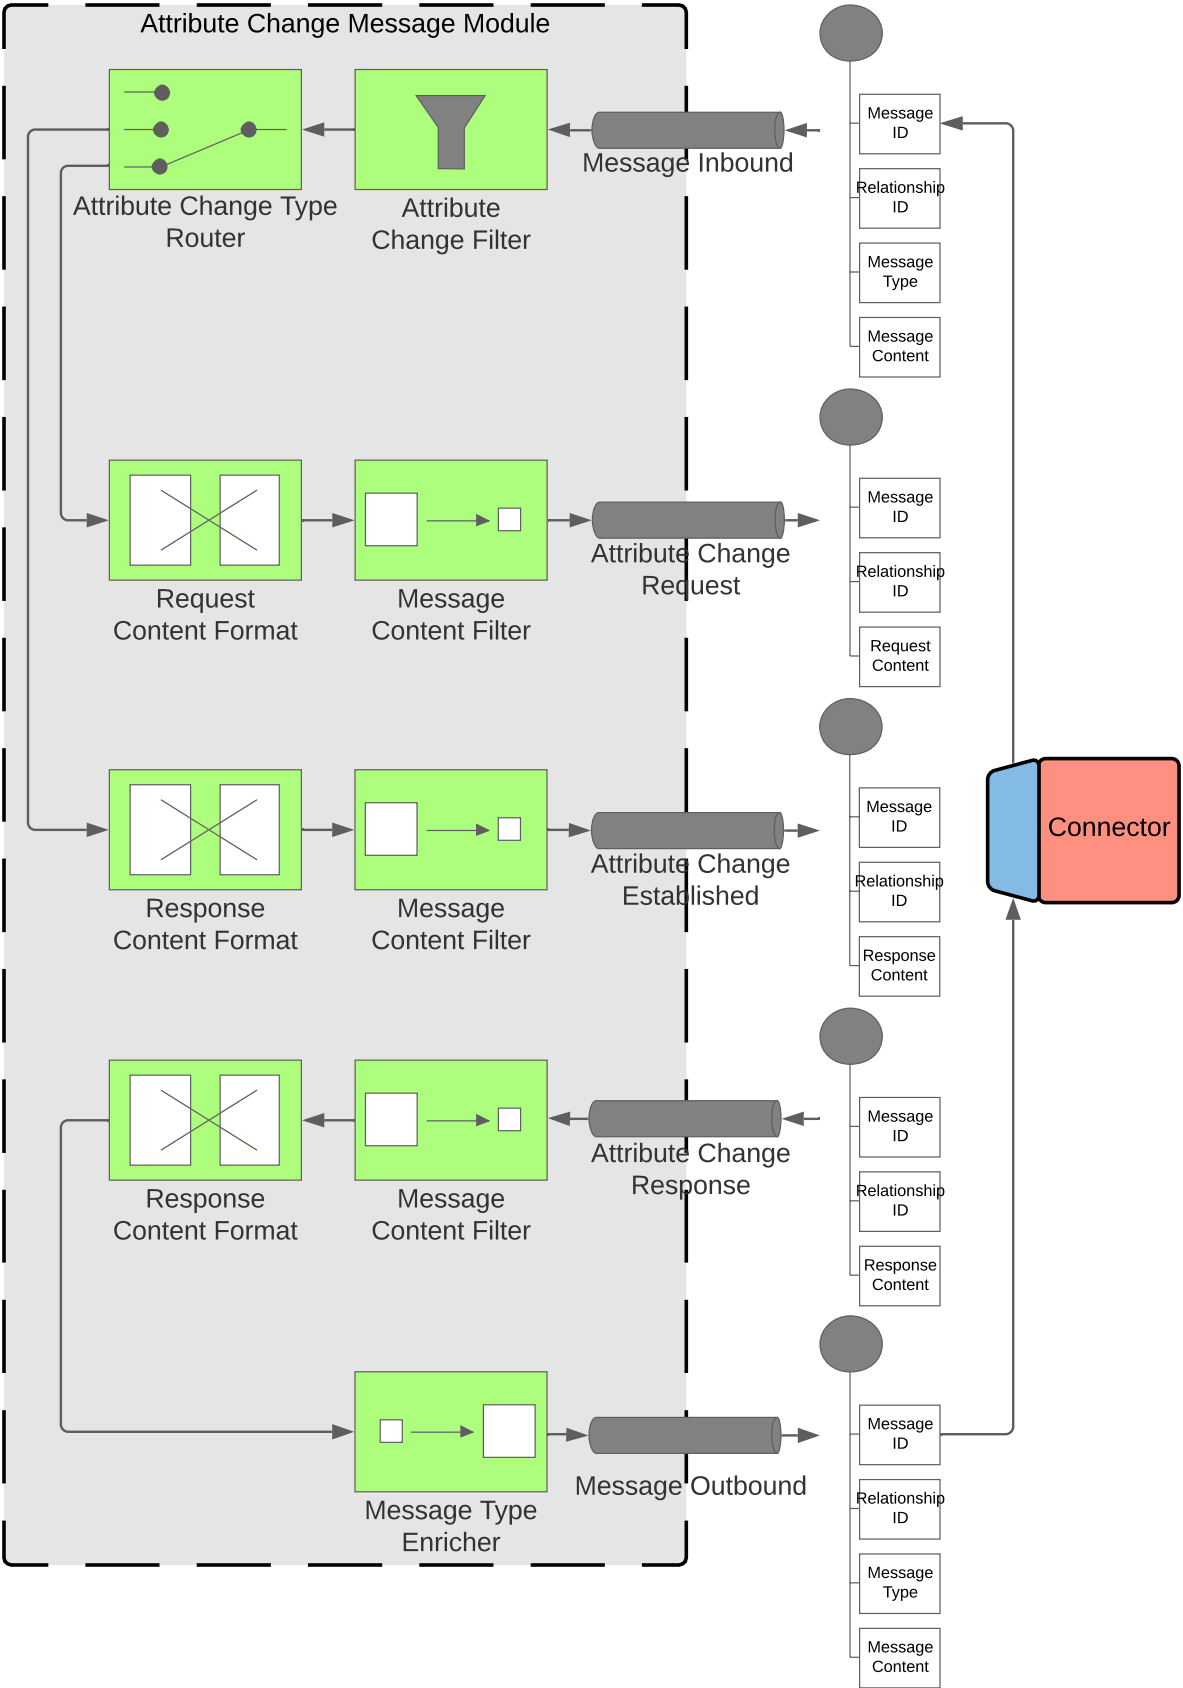 Attribute Change Message Module
Attribute Change Type
Router
Attribute
Change Filter
Message Inbound
Message
ID
Relationship
ID
Message
Type
Message
Content
Request
Content Format
Message
Content Filter
Attribute Change
Request
Message
ID
Relationship
ID
Request
Content
Response
Content Format
Message
Content Filter
Attribute Change
Established
Message
ID
Relationship
ID
Response
Content
Connector
Response
Content Format
Message
Content Filter
Attribute Change
Response
Message
ID
Relationship
ID
Response
Content
Message Type
Enricher
Message Outbound
Message
ID
Relationship
ID
Message
Type
Message
Content